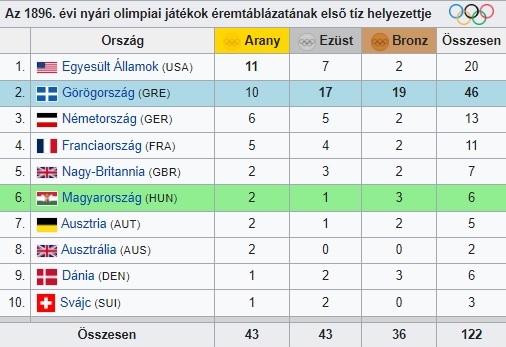 Az 1896. évi nyári olimpiai játékok éremtáblázatának első tíz helyezettje
Ország Arany Ezüst Bronz Összesen
1. Egyesült Államok (USA) 11 7 2 20
2. Görögország (GRE) 10 17 19 46
3. Németország (GER) 6 5 2 13
4. Franciaország (FRA) 5 4 2 11
5. Nagy-Britannia (GBR) 2 3 2 7
6. Magyarország (HUN) 2 1 3 6
7. Ausztria (AUT) 2 1 2 5
8. Ausztrália (AUS) 2 0 0 2
9. Dánia (DEN) 1 2 3 6
10. Svájc (SUI) 1 2 0 3
Összesen 43 43 36 122